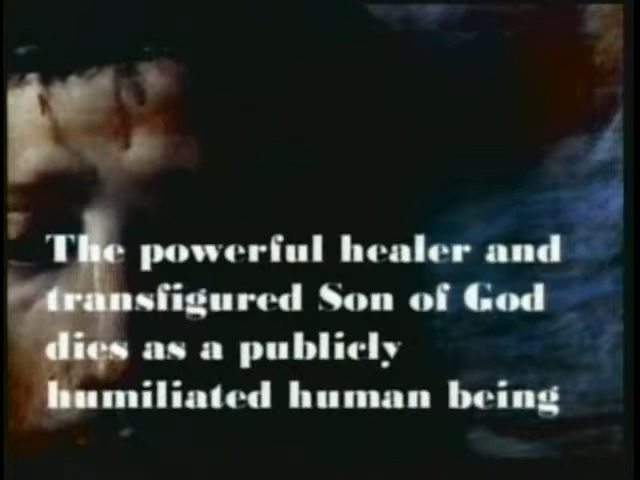 The powerful healer and
transfigured Son of God
dies as a publicly
humiliated human being